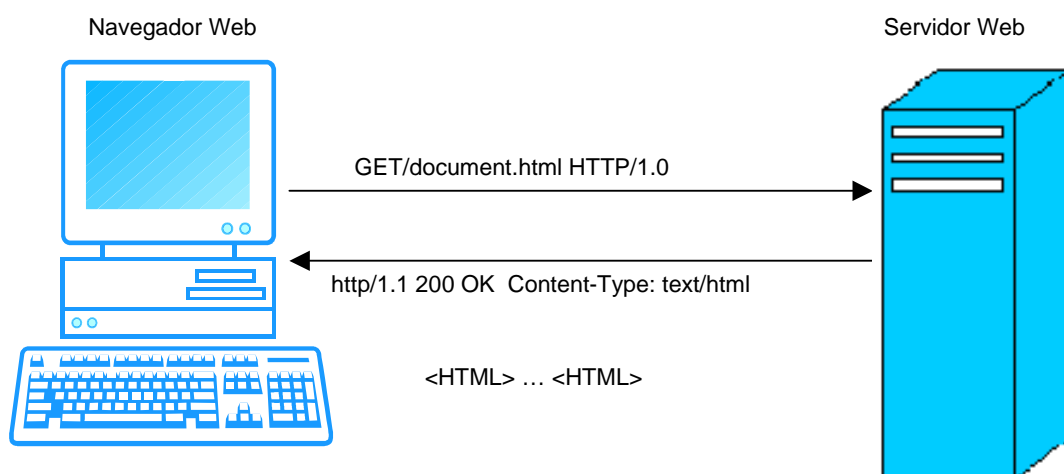 Navegador Web
Servidor Web
GET/document.html HTTP/1.0
http/1.1 200 OK  Content-Type: text/html
<HTML> … <HTML>